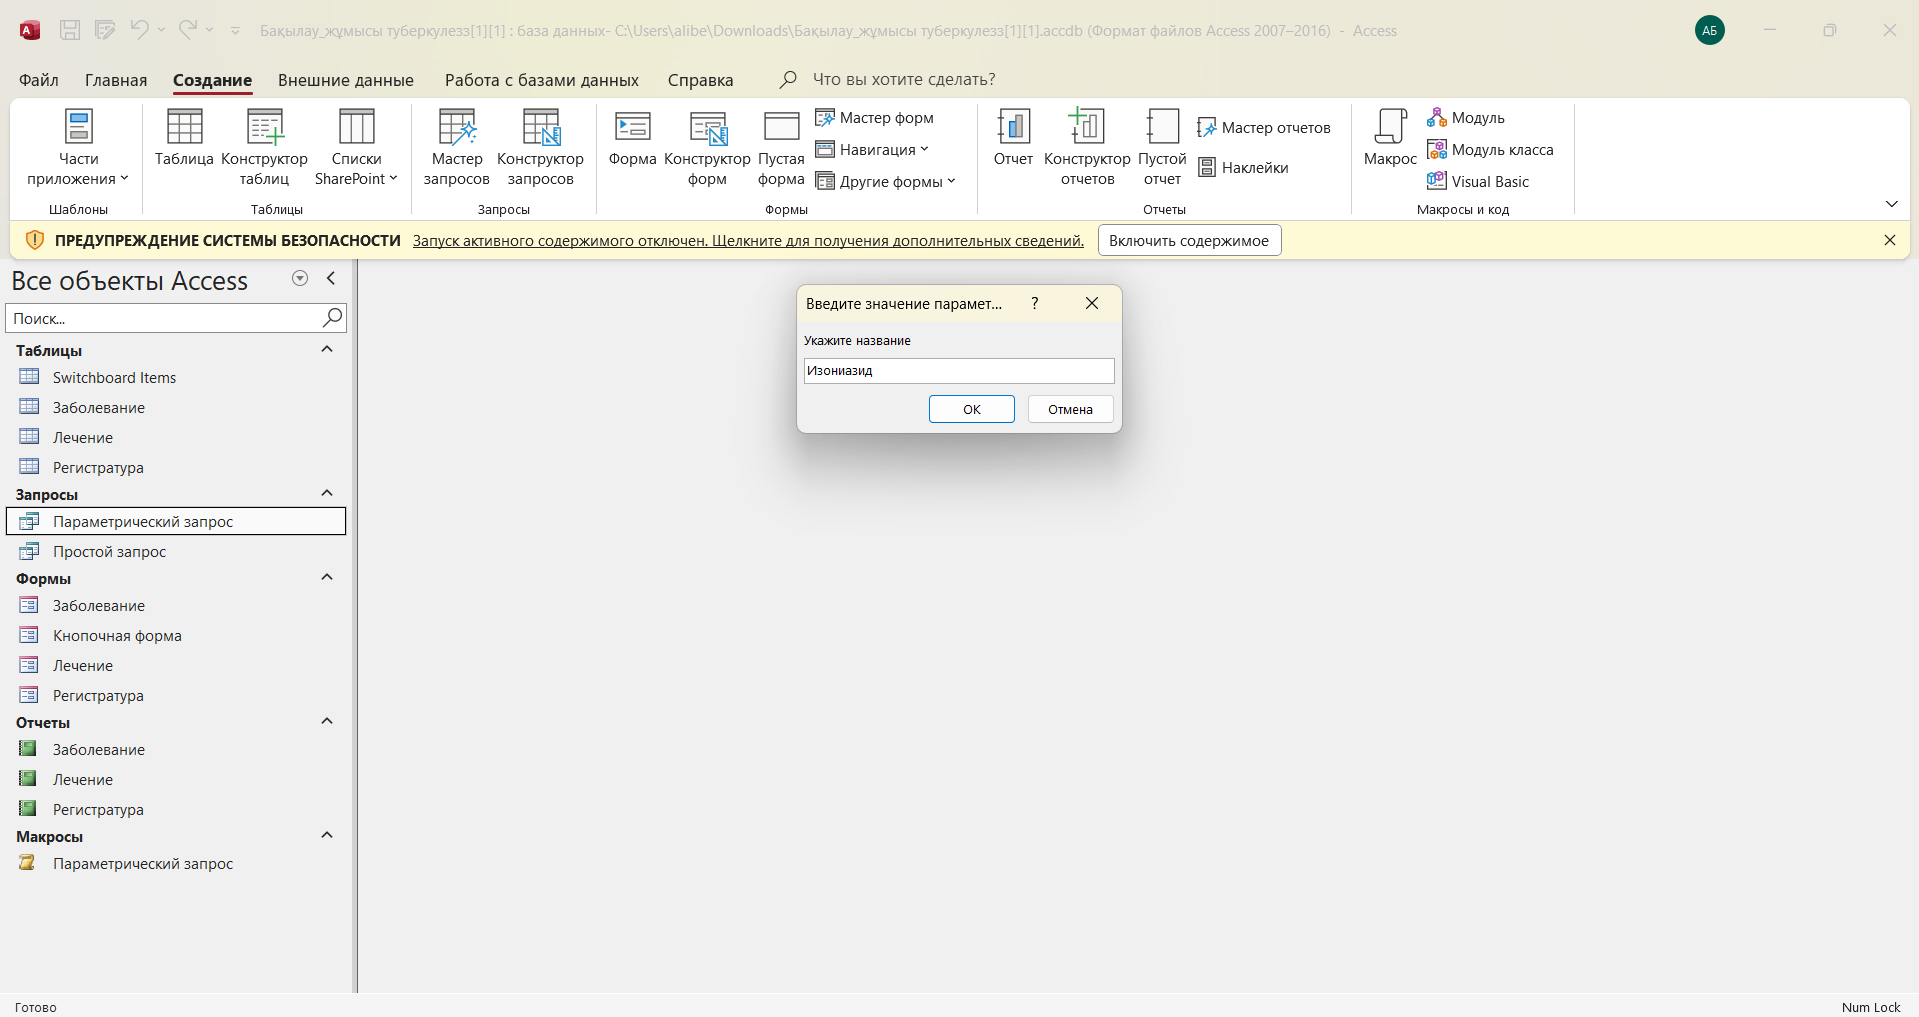 Бақылау_жұмысы туберкулезз[1][1] : база данных- C:\Users\alibe\Downloads\Бақылау_жұмысы туберкулезз[1][1].accdb (Формат файлов Access 2007–2016) - Access
АБ
Файл Главная Создание Внешние данные Работа с базами данных Справка Что вы хотите сделать?
Части приложения
Шаблоны
Таблица
Конструктор таблиц
Списки SharePoint
Таблицы
Мастер запросов
Конструктор запросов
Запросы
Форма
Конструктор форм
Пустая форма
Мастер форм
Навигация
Другие формы
Формы
Отчет
Конструктор отчетов
Пустой отчет
Мастер отчетов
Наклейки
Отчеты
Макрос
Модуль
Модуль класса
Visual Basic
Макросы и код
ПРЕДУПРЕЖДЕНИЕ СИСТЕМЫ БЕЗОПАСНОСТИ Запуск активного содержимого отключен. Щелкните для получения дополнительных сведений. Включить содержимое
Все объекты Access
Поиск...
Таблицы
Switchboard Items
Заболевание
Лечение
Регистратура
Запросы
Параметрический запрос
Простой запрос
Формы
Заболевание
Кнопочная форма
Лечение
Регистратура
Отчеты
Заболевание
Лечение
Регистратура
Макросы
Параметрический запрос
Введите значение парамет... ?
Укажите название
Изониазид
ОК Отмена
Готово
Num Lock